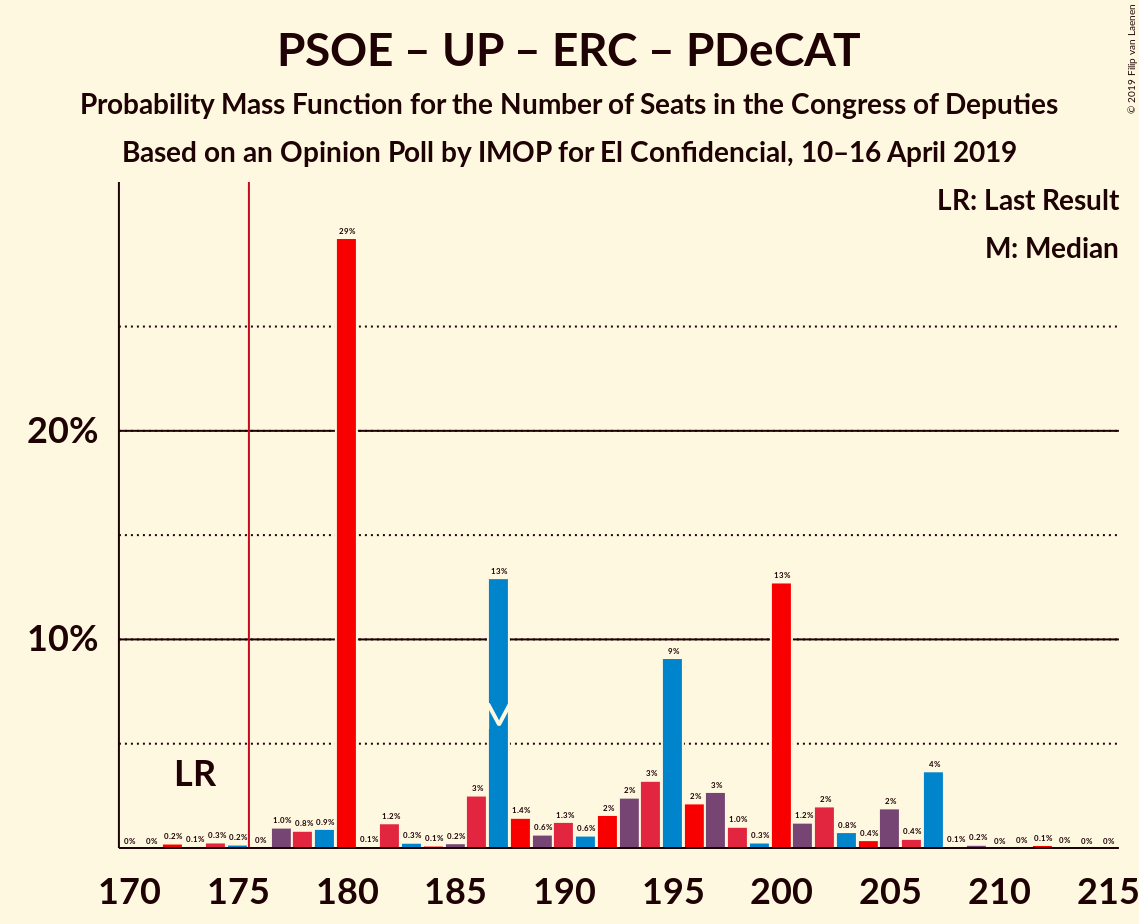 PSOE – UP – ERC – PDeCAT
Probability Mass Function for the Number of Seats in the Congress of Deputies
Based on an Opinion Poll by IMOP for El Confidencial, 10–16 April 2019
© 2019 Filip van Laenen
LR: Last Result
M: Median
20%
10%
LR
M
0% 0% 0.2% 0.1% 0.3% 0.2% 0% 1.0% 0.8% 0.9% 29% 0.1% 1.2% 0.3% 0.1% 0.2% 3% 13% 1.4% 0.6% 1.3% 0.6% 2% 2% 3% 9% 2% 3% 1.0% 0.3% 13% 1.2% 2% 0.8% 0.4% 2% 0.4% 4% 0.1% 0.2% 0% 0% 0.1% 0% 0% 0%
170 175 180 185 190 195 200 205 210 215